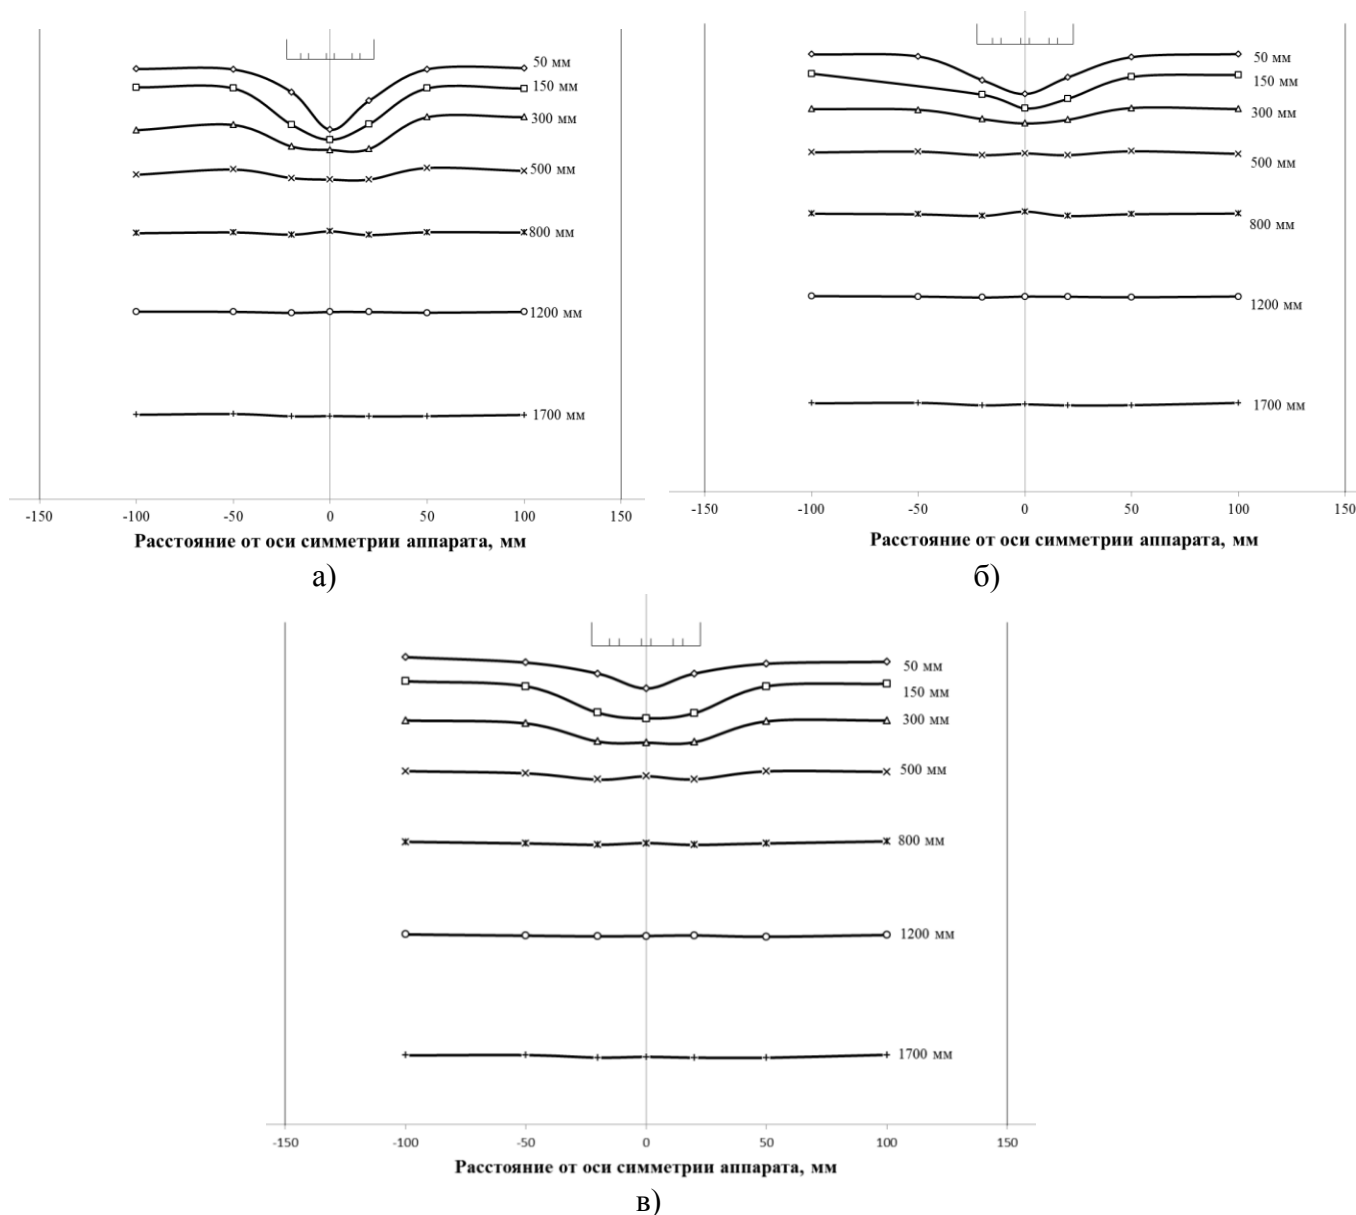 50 мм
150 мм
300 мм
500 мм
800 мм
1200 мм
1700 мм
-150 -100 -50 0 50 100 150
Расстояние от оси симметрии аппарата, мм
а)
50 мм
150 мм
300 мм
500 мм
800 мм
1200 мм
1700 мм
-150 -100 -50 0 50 100 150
Расстояние от оси симметрии аппарата, мм
б)
50 мм
150 мм
300 мм
500 мм
800 мм
1200 мм
1700 мм
-150 -100 -50 0 50 100 150
Расстояние от оси симметрии аппарата, мм
в)